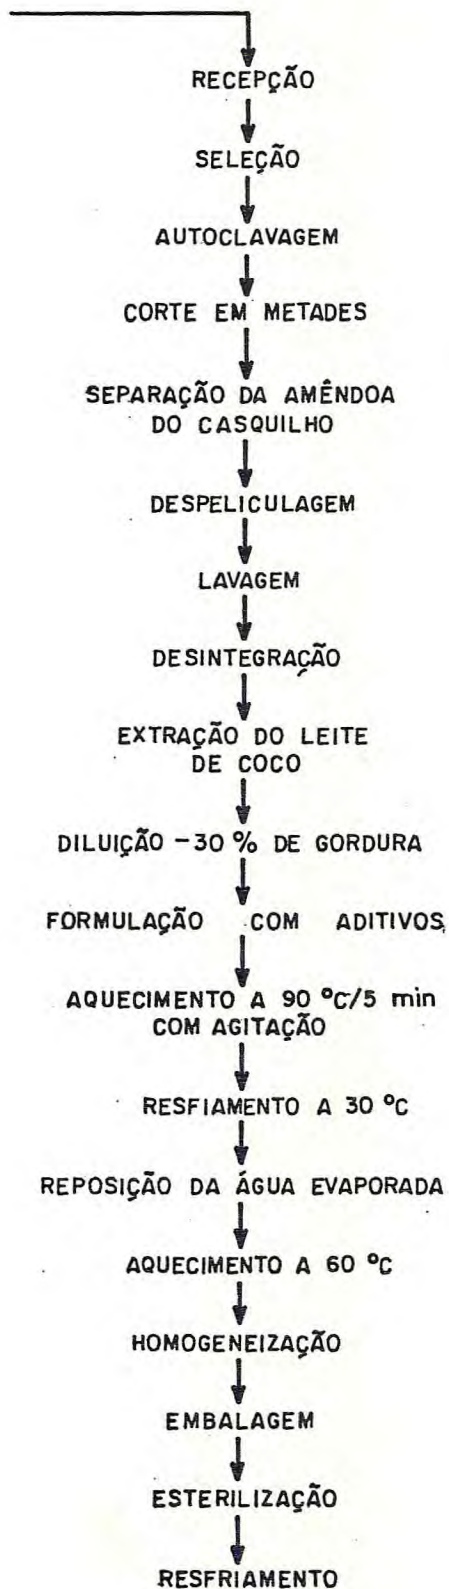 RECEPÇÃO
SELEÇÃO
AUTOCLAVAGEM
CORTE EM METADES
SEPARAÇÃO DA AMÊNDOA
DO CASQUILHO
DESPELICULAGEM
LAVAGEM
DESINTEGRAÇÃO
EXTRAÇÃO DO LEITE
DE COCO
DILUIÇÃO - 30 % DE GORDURA
FORMULAÇÃO COM ADITIVOS
AQUECIMENTO A 90 °C/5 min
COM AGITAÇÃO
RESFIAMENTO A 30 °C
REPOSIÇÃO DA ÁGUA EVAPORADA
AQUECIMENTO A 60 °C
HOMOGENEIZAÇÃO
EMBALAGEM
ESTERILIZAÇÃO
RESFRIAMENTO